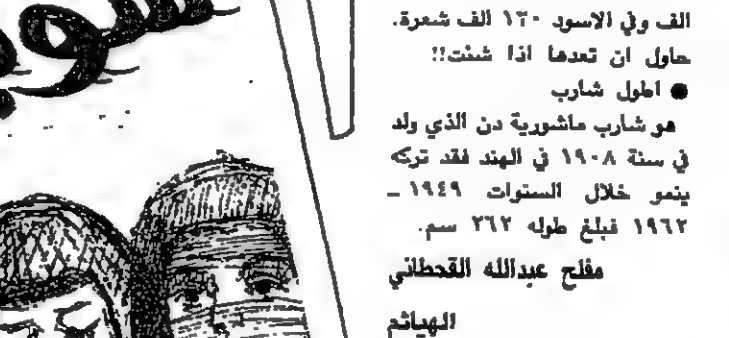 الف وفي الاسود ١٢٠ الف شعرة.
حاول ان تعدها اذا شئت!!
● اطول شارب
هو شارب ماشورية دن الذي ولد
في سنة ١٩٠٨ في الهند فقد تركه
ينمو خلال السنوات ١٩٤٩ ـ
١٩٦٢ فبلغ طوله ٢٦٢ سم.
مفلح عبدالله القحطاني
الهياثم